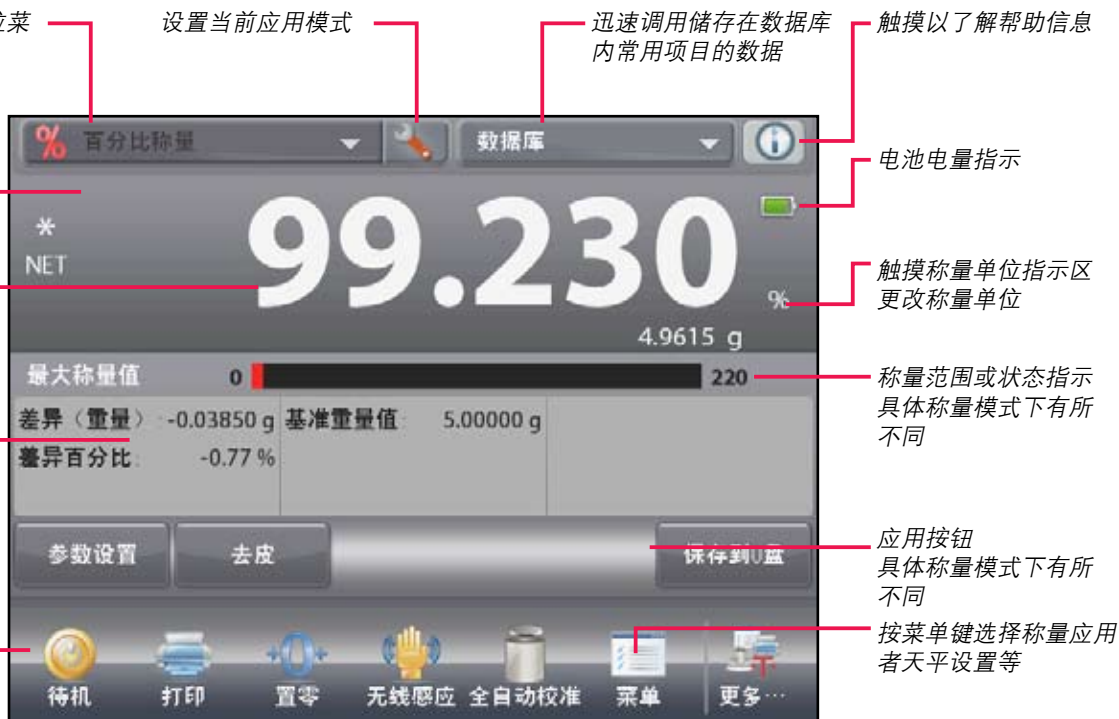 设置当前应用模式
迅速调用储存在数据库
内常用项目的数据
触摸以了解帮助信息
% 百分比称量
数据库
电池电量指示
*
NET
99.230
%
4.9615 g
触摸称量单位指示区
更改称量单位
最大称量值 0 220
称量范围或状态指示
具体称量模式下有所
不同
差异（重量） -0.03850 g 基准重量值: 5.00000 g
差异百分比: -0.77 %
参数设置
去皮
保存到U盘
应用按钮
具体称量模式下有所
不同
按菜单键选择称量应用
者天平设置等
待机
打印
置零
无线感应
全自动校准
菜单
更多…